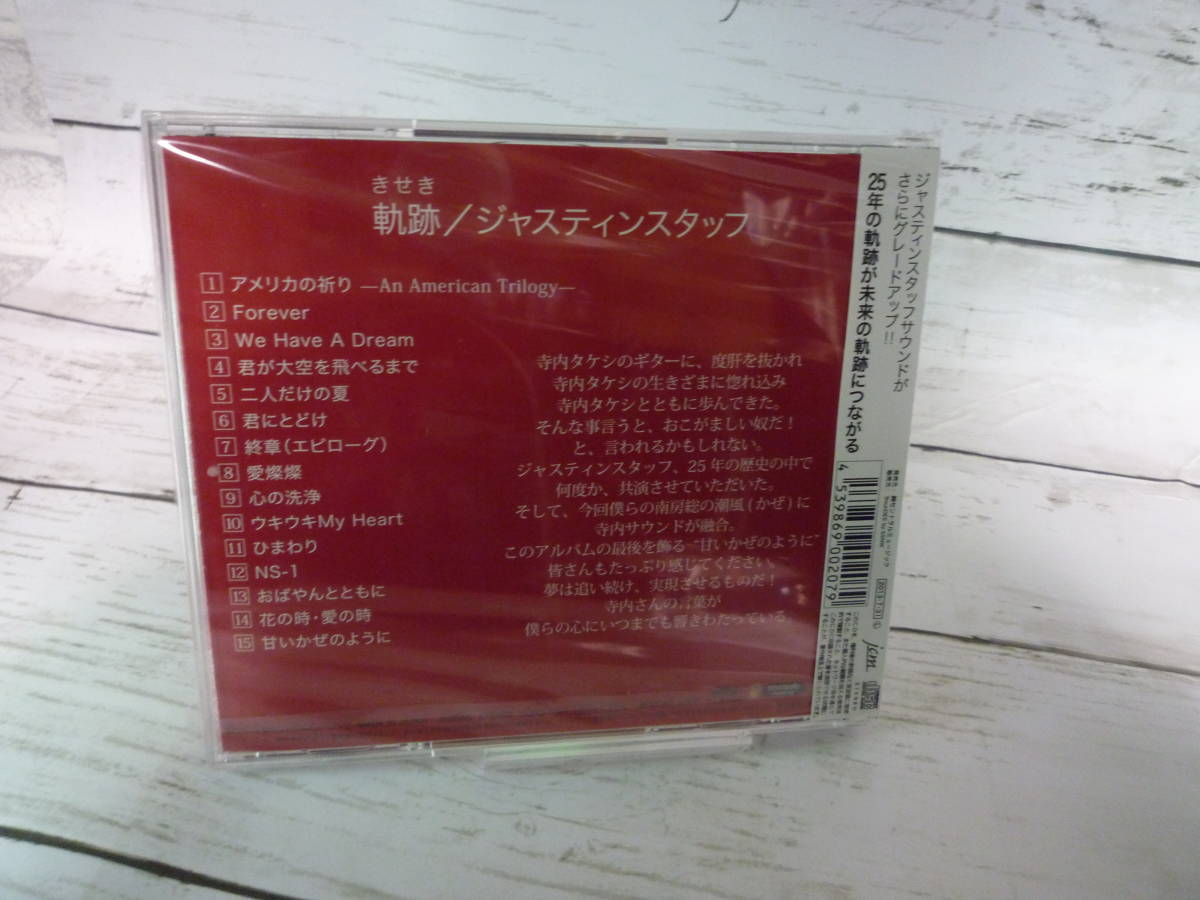 きせき
軌跡/ジャスティンスタッフ
1 アメリカの祈り —An American Trilogy—
2 Forever
3 We Have A Dream
4 君が大空を飛べるまで
5 二人だけの夏
6 君にとどけ
7 終章(エピローグ)
8 愛燦燦
9 心の洗浄
10 ウキウキMy Heart
11 ひまわり
12 NS-1
13 おばやんとともに
14 花の時・愛の時
15 甘いかぜのように
寺内タケシのギターに、度肝を抜かれ
寺内タケシの生きざまに惚れ込み
寺内タケシとともに歩んできた。
そんな事言うと、おこがましい奴だ!
と、言われるかもしれない。
ジャスティンスタッフ、25年の歴史の中で
何度か、共演させていただいた。
そして、今回僕らの南房総の潮風(かぜ)に
寺内サウンドが融合。
このアルバムの最後を飾る“甘いかぜのように”
皆さんもたっぷり感じてください、
夢は追い続け、実現させるものだ!
寺内さんの言葉が
僕らの心にいつまでも響きわたっている。
ジャスティンスタッフサウンドが
さらにグレードアップ!!
25年の軌跡が未来の軌跡につながる
4 539869 002079
jcm